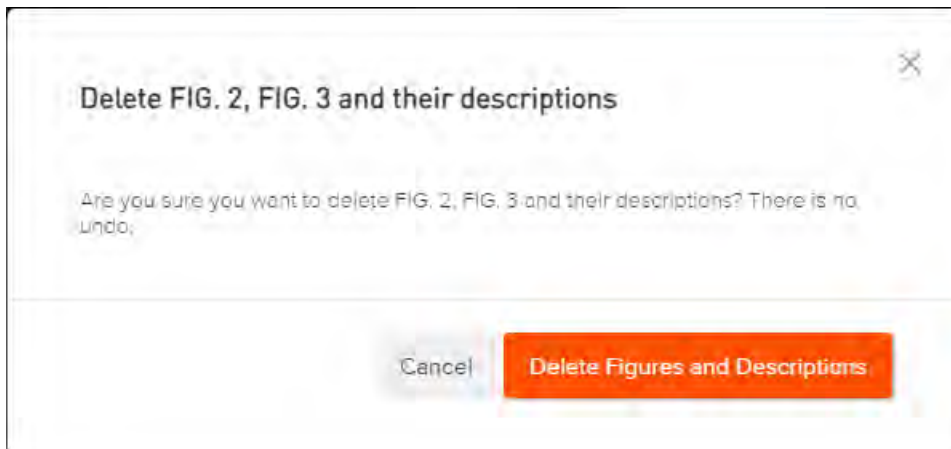 Delete FIG. 2, FIG. 3 and their descriptions
Are you sure you want to delete FIG. 2, FIG. 3 and their descriptions? There is no
undo.
Cancel
Delete Figures and Descriptions